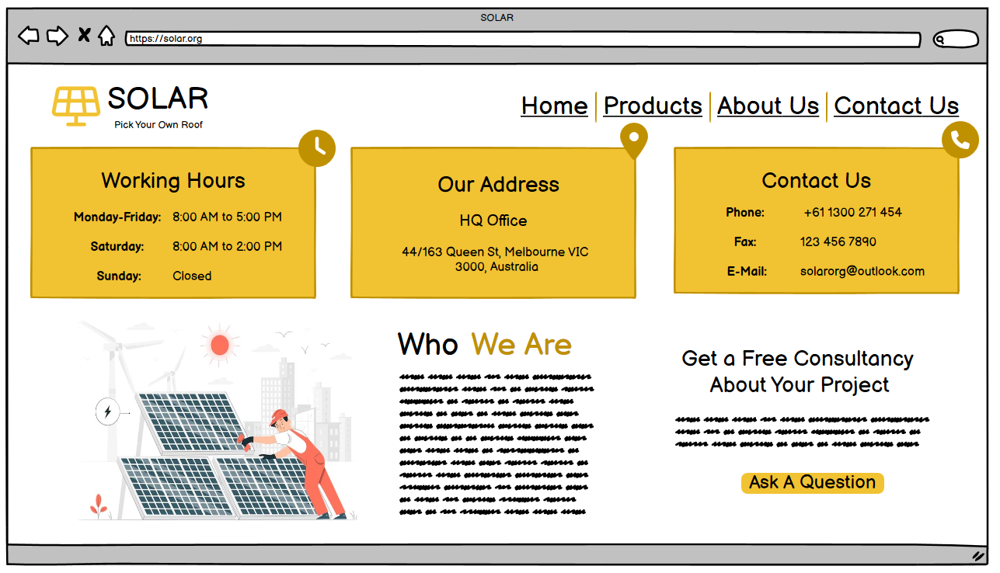 SOLAR
https://solar.org
SOLAR
Pick Your Own Roof
Home
Products
About Us
Contact Us
Working Hours
Monday-Friday: 8:00 AM to 5:00 PM
Saturday: 8:00 AM to 2:00 PM
Sunday: Closed
Our Address
HQ Office
44/163 Queen St, Melbourne VIC
3000, Australia
Contact Us
Phone: +61 1300 271 454
Fax: 123 456 7890
E-Mail: solarorg@outlook.com
Who We Are
Get a Free Consultancy
About Your Project
Ask A Question